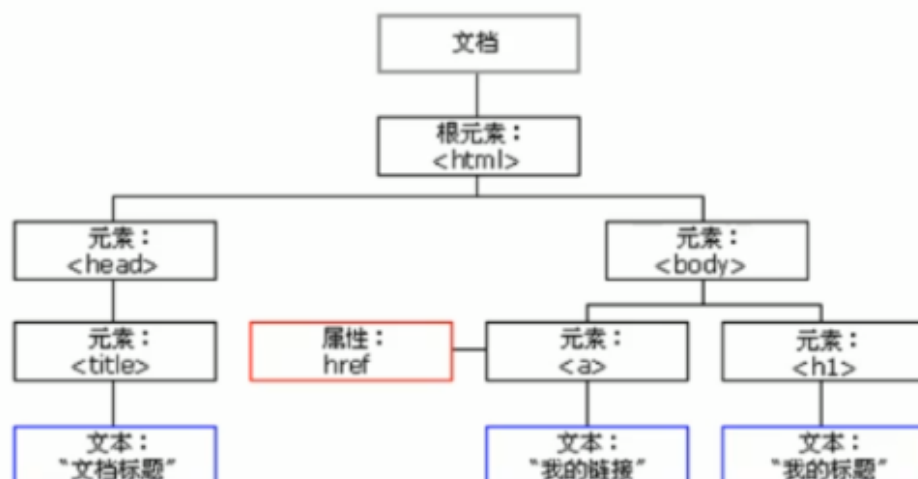 文档
根元素：
<html>
元素：
<head>
元素：
<body>
元素：
<title>
属性：
href
元素：
<a>
元素：
<h1>
文本：
“文档标题”
文本：
“我的链接”
文本：
“我的标题”